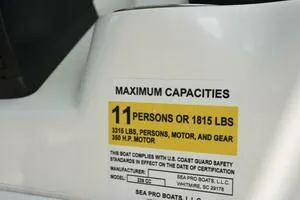 MAXIMUM CAPACITIES
11 PERSONS OR 1815 LBS
3315 LBS, PERSONS, MOTOR, AND GEAR
350 H.P. MOTOR
THIS BOAT COMPLIES WITH U.S. COAST GUARD SAFETY
STANDARDS IN EFFECT ON THE DATE OF CERTIFICATION
MANUFACTURER: SEA PRO BOATS, L.L.C.
MODEL: WHITMIRE, SC 29178
SEA PRO BOATS, L.L.C.